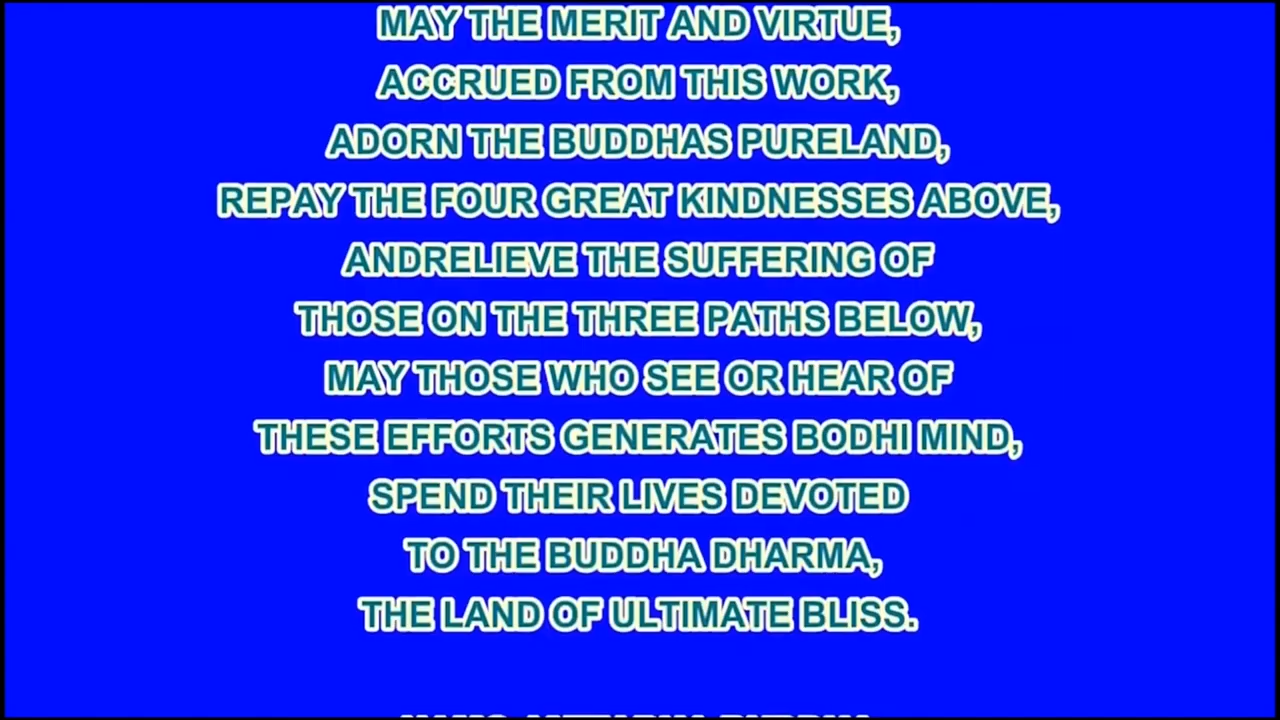 MAY THE MERIT AND VIRTUE,
ACCRUED FROM THIS WORK,
ADORN THE BUDDHAS PURELAND,
REPAY THE FOUR GREAT KINDNESSES ABOVE,
ANDRELIEVE THE SUFFERING OF
THOSE ON THE THREE PATHS BELOW,
MAY THOSE WHO SEE OR HEAR OF
THESE EFFORTS GENERATES BODHI MIND,
SPEND THEIR LIVES DEVOTED
TO THE BUDDHA DHARMA,
THE LAND OF ULTIMATE BLISS.